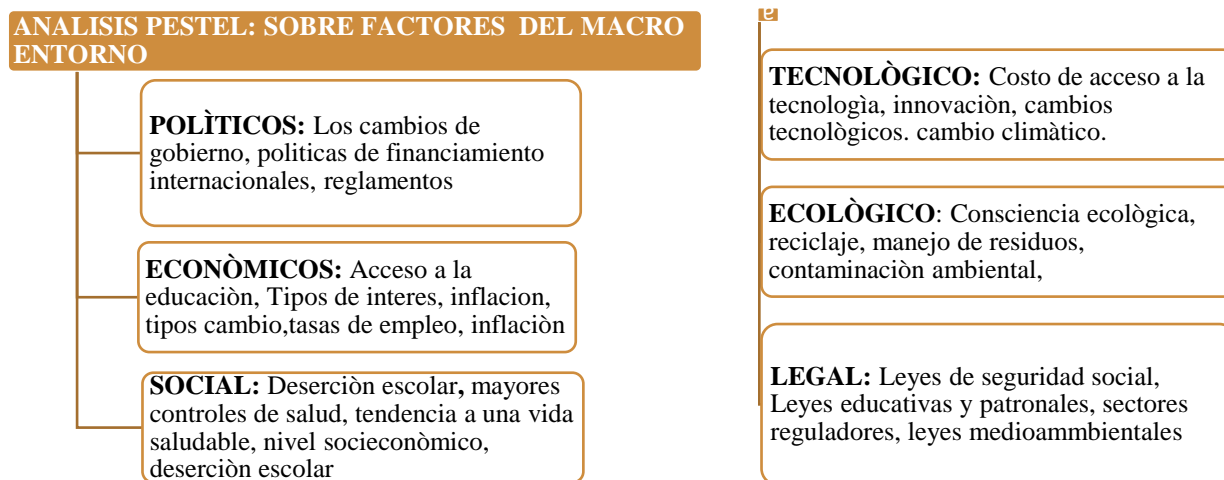 ANALISIS PESTEL: SOBRE FACTORES DEL MACRO
ENTORNO
POLÌTICOS: Los cambios de
gobierno, politicas de financiamiento
internacionales, reglamentos
ECONÒMICOS: Acceso a la
educaciòn, Tipos de interes, inflacion,
tipos cambio,tasas de empleo, inflaciòn
SOCIAL: Deserciòn escolar, mayores
controles de salud, tendencia a una vida
saludable, nivel socieconòmico,
deserciòn escolar
TECNOLÒGICO: Costo de acceso a la
tecnologìa, innovaciòn, cambios
tecnològicos. cambio climàtico.
ECOLÒGICO: Consciencia ecològica,
reciclaje, manejo de residuos,
contaminaciòn ambiental,
LEGAL: Leyes de seguridad social,
Leyes educativas y patronales, sectores
reguladores, leyes medioammbientales